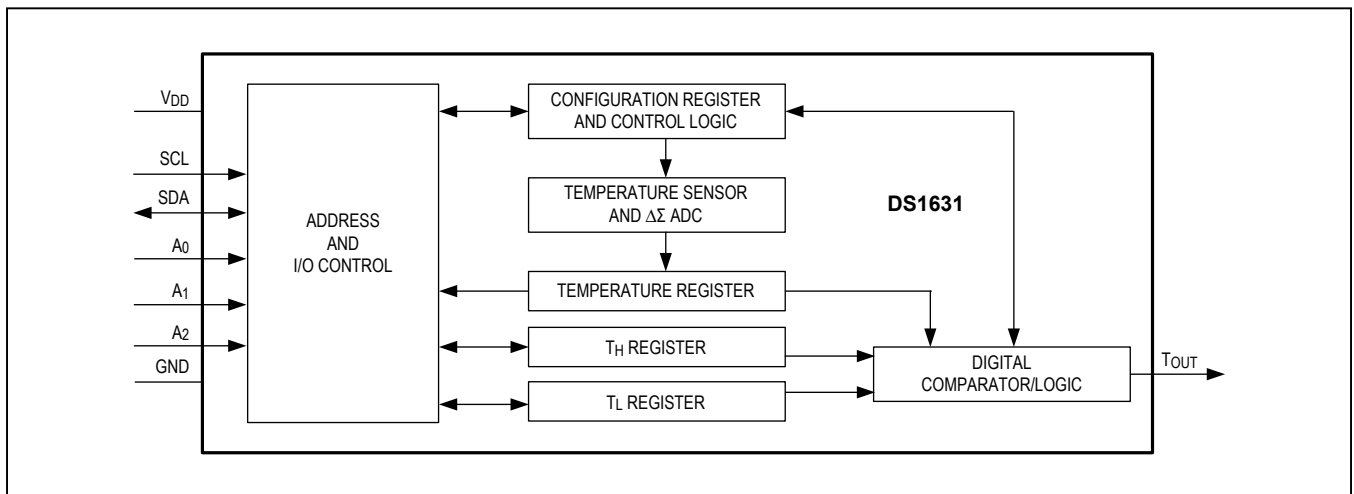 VDD
SCL
SDA
A0
A1
A2
GND
ADDRESS
AND
I/O CONTROL
CONFIGURATION REGISTER
AND CONTROL LOGIC
TEMPERATURE SENSOR
AND ΔΣ ADC
TEMPERATURE REGISTER
TH REGISTER
TL REGISTER
DS1631
DIGITAL
COMPARATOR/LOGIC
TOUT